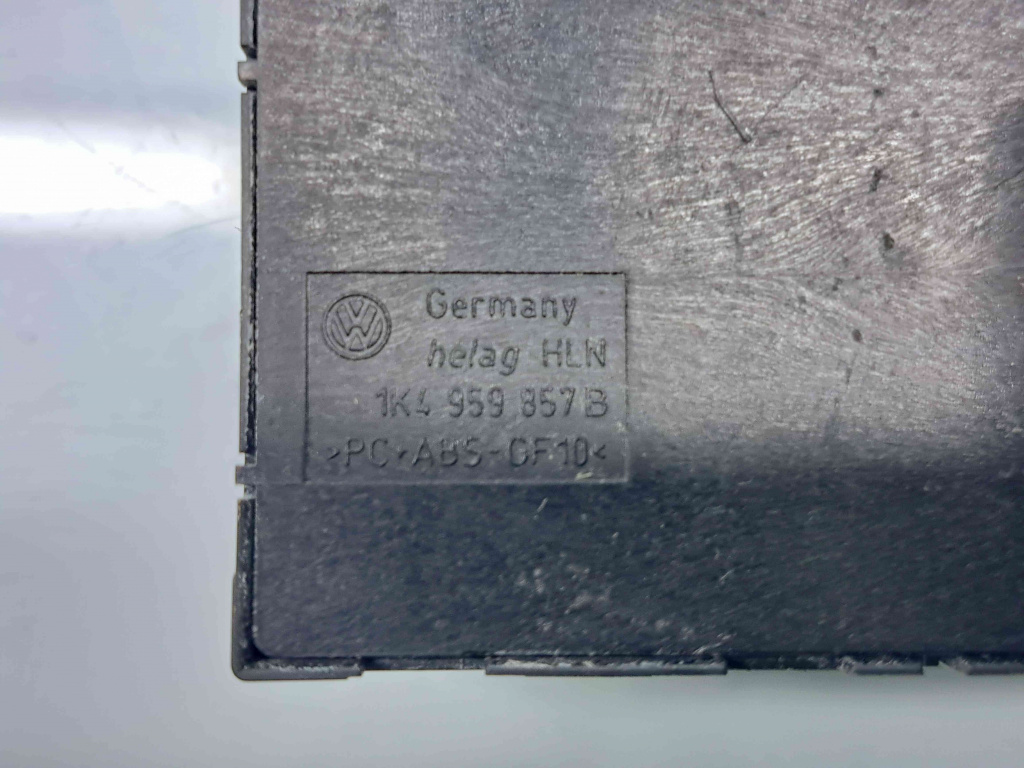 Germany
helag HLN
1K4 959 857 B
>PC+ABS-GF10<